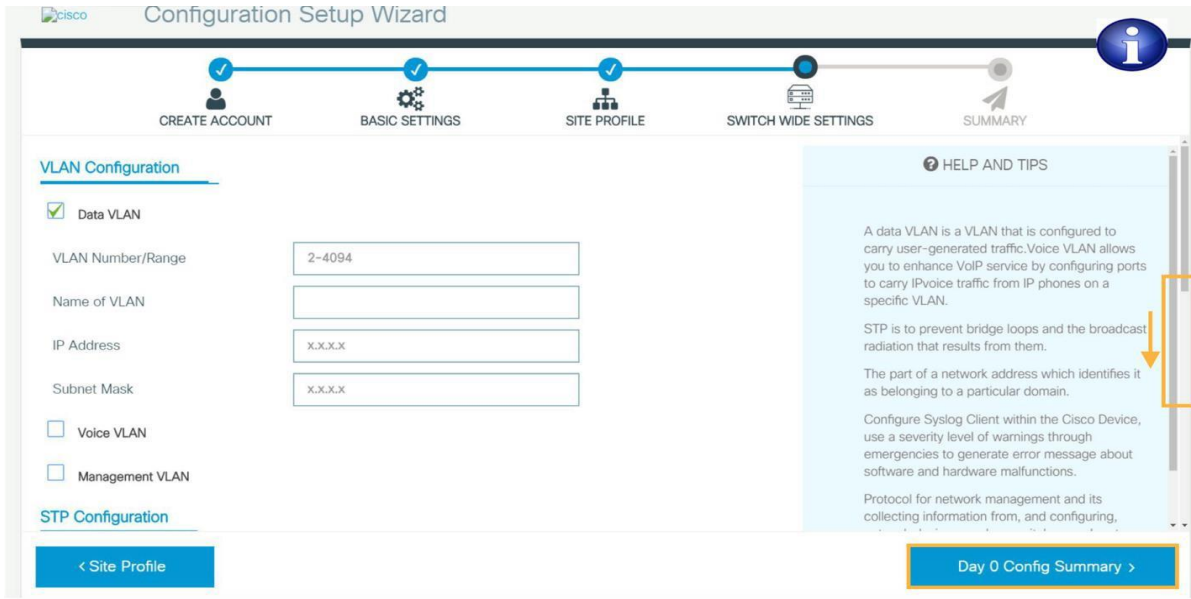 cisco
Configuration Setup Wizard
i
CREATE ACCOUNT
BASIC SETTINGS
SITE PROFILE
SWITCH WIDE SETTINGS
SUMMARY
VLAN Configuration
Data VLAN
VLAN Number/Range
2-4094
Name of VLAN
IP Address
x.x.x.x
Subnet Mask
x.x.x.x
Voice VLAN
Management VLAN
STP Configuration
? HELP AND TIPS
A data VLAN is a VLAN that is configured to
carry user-generated traffic.Voice VLAN allows
you to enhance VoIP service by configuring ports
to carry IPvoice traffic from IP phones on a
specific VLAN.
STP is to prevent bridge loops and the broadcast
radiation that results from them.
The part of a network address which identifies it
as belonging to a particular domain.
Configure Syslog Client within the Cisco Device,
use a severity level of warnings through
emergencies to generate error message about
software and hardware malfunctions.
Protocol for network management and its
collecting information from, and configuring,
< Site Profile
Day 0 Config Summary >